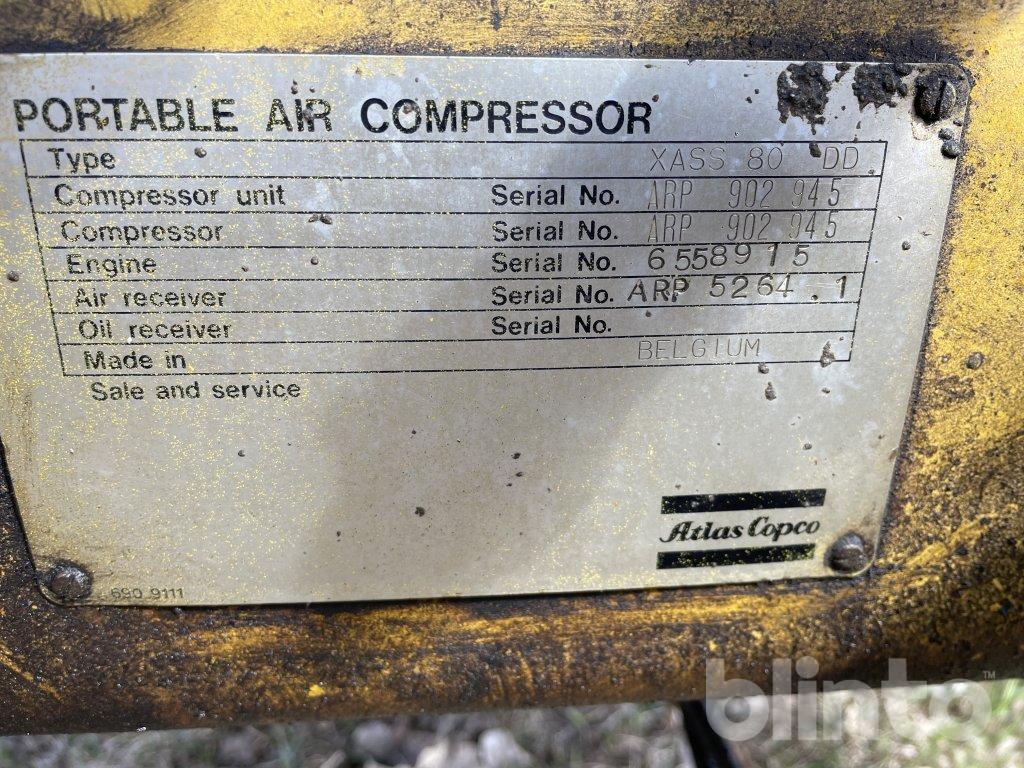 PORTABLE AIR COMPRESSOR
Type XASS 80 DD
Compressor unit Serial No. ARP 902 945
Compressor Serial No. ARP 902 945
Engine Serial No. 6558915
Air receiver Serial No. ARP 5264.1
Oil receiver Serial No.
Made in BELGIUM
Sale and service
Atlas Copco
690 9111
blinto™